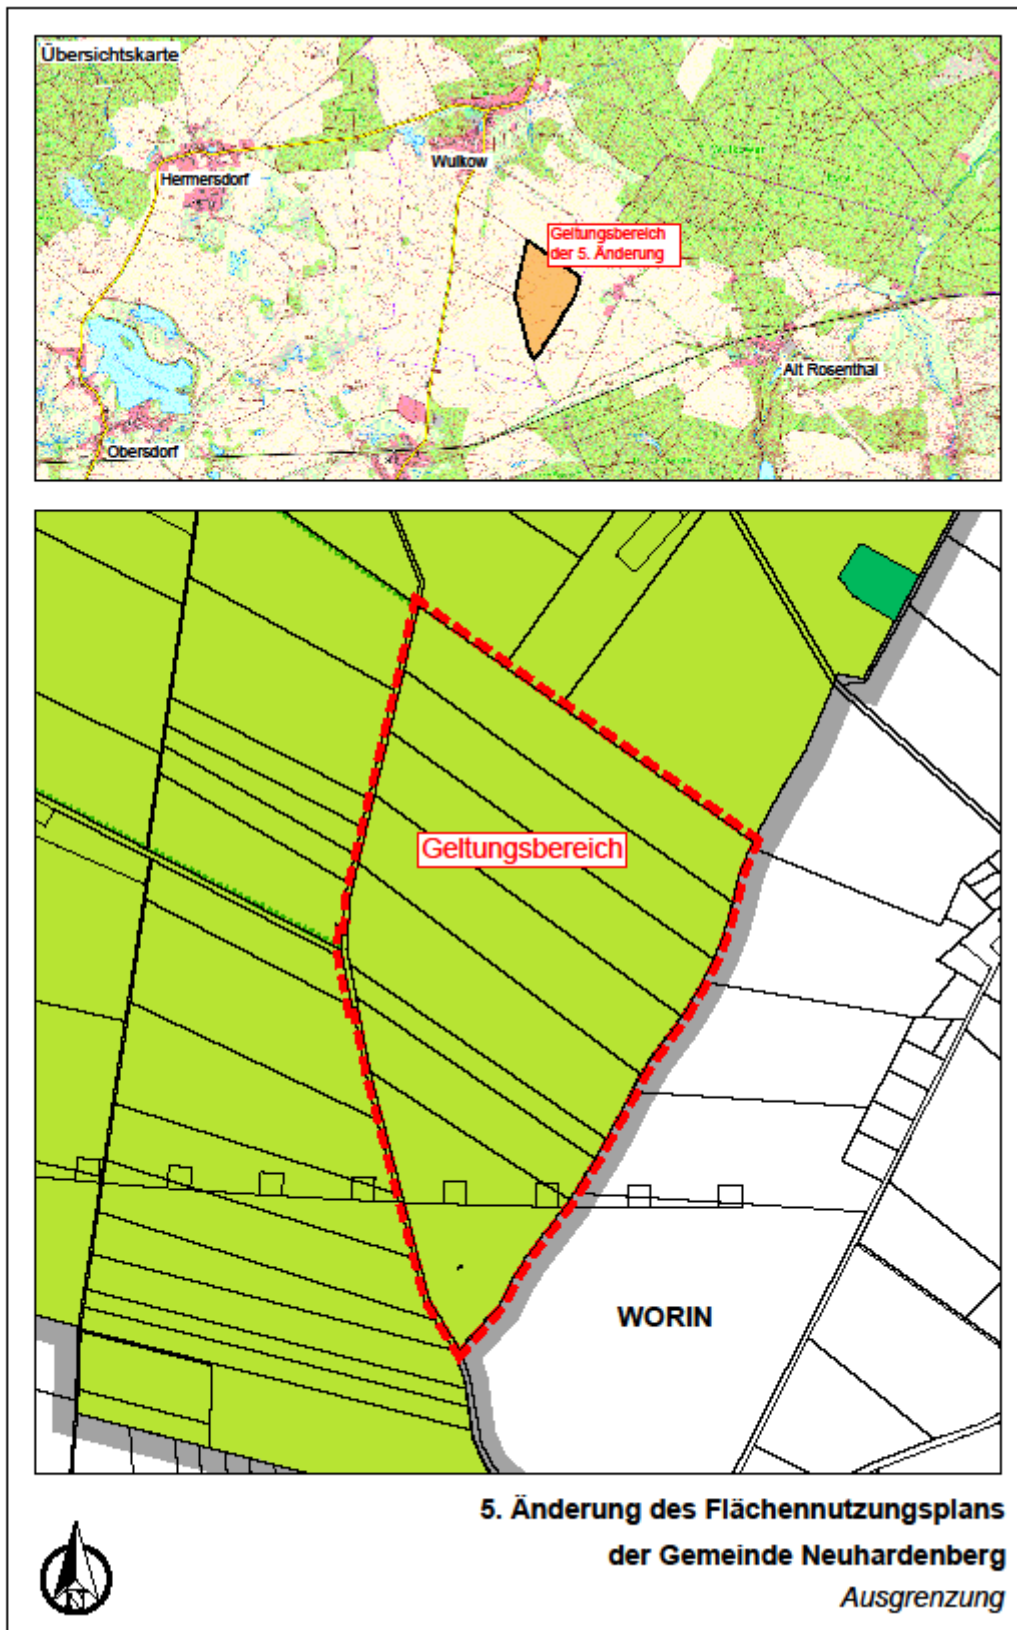 Übersichtskarte
Hermersdorf
Wulkow
Geltungsbereich
der 5. Änderung
Alt Rosenthal
Obersdorf
Geltungsbereich
WORIN
5. Änderung des Flächennutzungsplans
der Gemeinde Neuhardenberg
Ausgrenzung
N